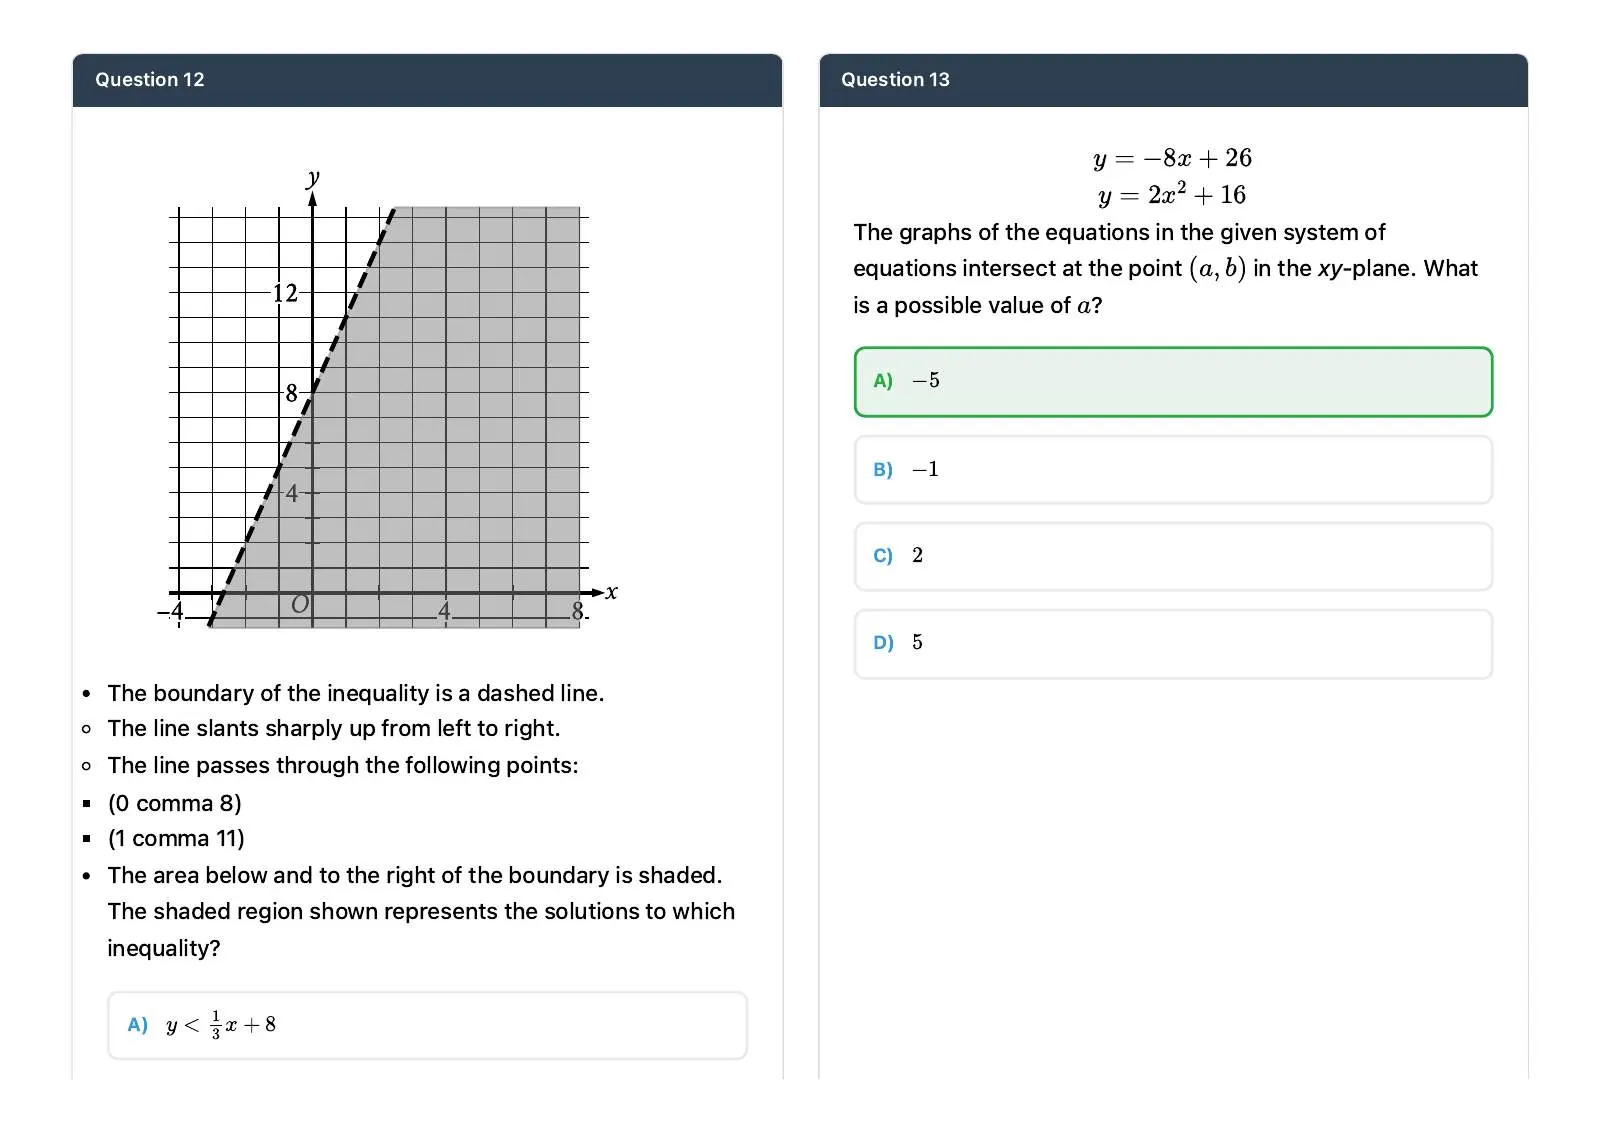 Question 12
y
12
8
4
O
x
−4
4
8
• The boundary of the inequality is a dashed line.
◦ The line slants sharply up from left to right.
◦ The line passes through the following points:
▪ (0 comma 8)
▪ (1 comma 11)
• The area below and to the right of the boundary is shaded.
The shaded region shown represents the solutions to which
inequality?
A) y < 1/3 x + 8
Question 13
y = −8x + 26
y = 2x² + 16
The graphs of the equations in the given system of
equations intersect at the point (a, b) in the xy-plane. What
is a possible value of a?
A) −5
B) −1
C) 2
D) 5